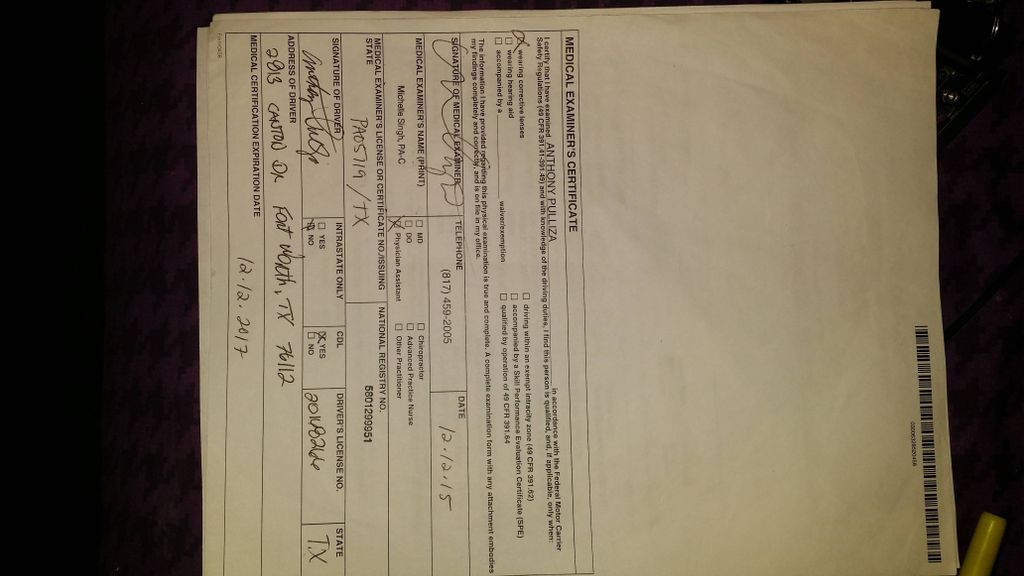 MEDICAL EXAMINER'S CERTIFICATE
I certify that I have examined ANTHONY PULLIZA in accordance with the Federal Motor Carrier
Safety Regulations (49 CFR 391.41-391.49) and with knowledge of the driving duties, I find this person is qualified, and, if applicable, only when:
wearing corrective lenses
wearing hearing aid
accompanied by a waiver/exemption
driving within an exempt intracity zone (49 CFR 391.62)
accompanied by a Skill Performance Evaluation Certificate (SPE)
qualified by operation of 49 CFR 391.64
The information I have provided regarding this physical examination is true and complete. A complete examination form with any attachment embodies
my findings completely and correctly, and is on file in my office.
SIGNATURE OF MEDICAL EXAMINER
TELEPHONE
(817) 459-2005
DATE
12.12.15
MEDICAL EXAMINER'S NAME (PRINT)
Michelle Singh, PA-C
MD
DO
Physician Assistant
Chiropractor
Advanced Practice Nurse
Other Practitioner
MEDICAL EXAMINER'S LICENSE OR CERTIFICATE NO./ISSUING
STATE
PA05719 / TX
NATIONAL REGISTRY NO.
5801299951
SIGNATURE OF DRIVER
INTRASTATE ONLY
YES
NO
CDL
YES
NO
DRIVER'S LICENSE NO.
STATE
TX
ADDRESS OF DRIVER
2913 CANTON DR FORT WORTH, TX 76112
MEDICAL CERTIFICATION EXPIRATION DATE
12.12.2017